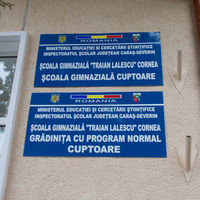 ROMANIA
MINISTERUL EDUCAȚIEI ȘI CERCETĂRII ȘTIINȚIFICE
INSPECTORATUL ȘCOLAR JUDEȚEAN CARAȘ-SEVERIN
ȘCOALA GIMNAZIALĂ "TRAIAN LALESCU" CORNEA
ȘCOALA GIMNAZIALĂ CUPTOARE
ROMANIA
MINISTERUL EDUCAȚIEI ȘI CERCETĂRII ȘTIINȚIFICE
INSPECTORATUL ȘCOLAR JUDEȚEAN CARAȘ-SEVERIN
ȘCOALA GIMNAZIALĂ "TRAIAN LALESCU" CORNEA
GRĂDINIȚA CU PROGRAM NORMAL
CUPTOARE